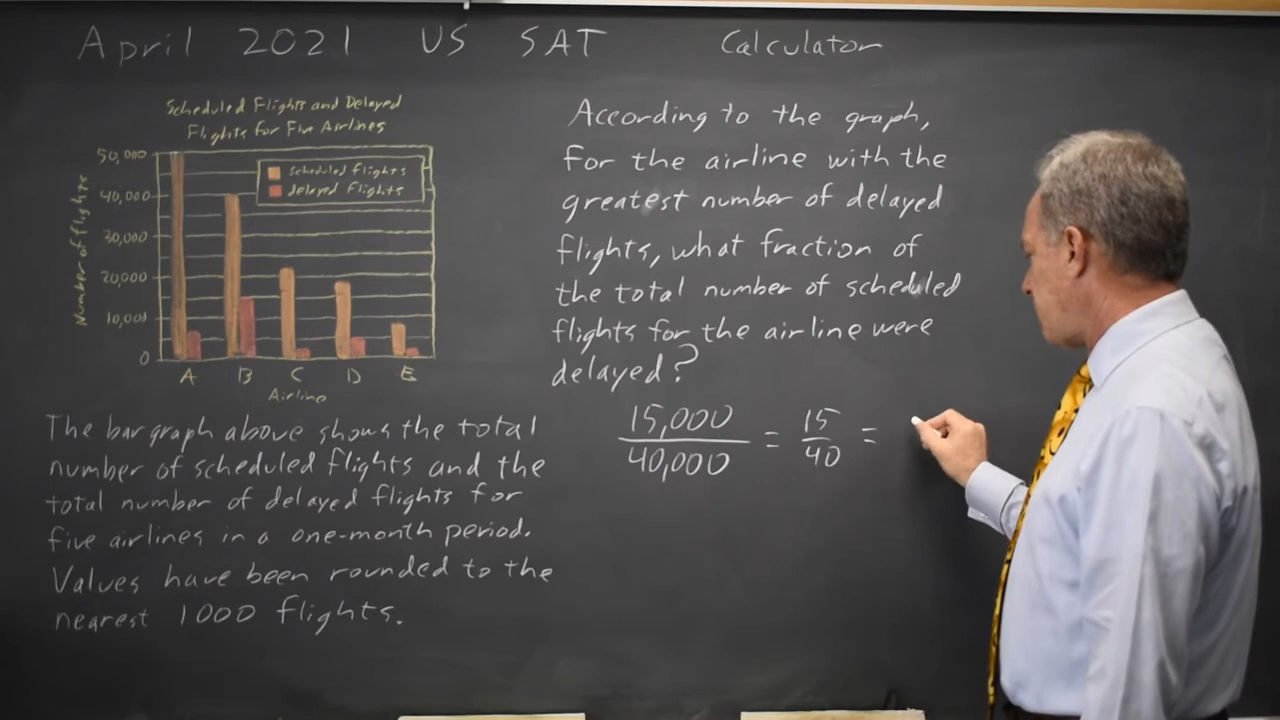 April 2021 US SAT Calculator
Scheduled Flights and Delayed
Flights for Five Airlines
Number of flights
50,000
40,000
30,000
20,000
10,000
0
scheduled flights
delayed flights
A B C D E
Airline
The bar graph above shows the total
number of scheduled flights and the
total number of delayed flights for
five airlines in a one-month period.
Values have been rounded to the
nearest 1000 flights.
According to the graph,
for the airline with the
greatest number of delayed
flights, what fraction of
the total number of scheduled
flights for the airline were
delayed?
15,000/40,000 = 15/40 =